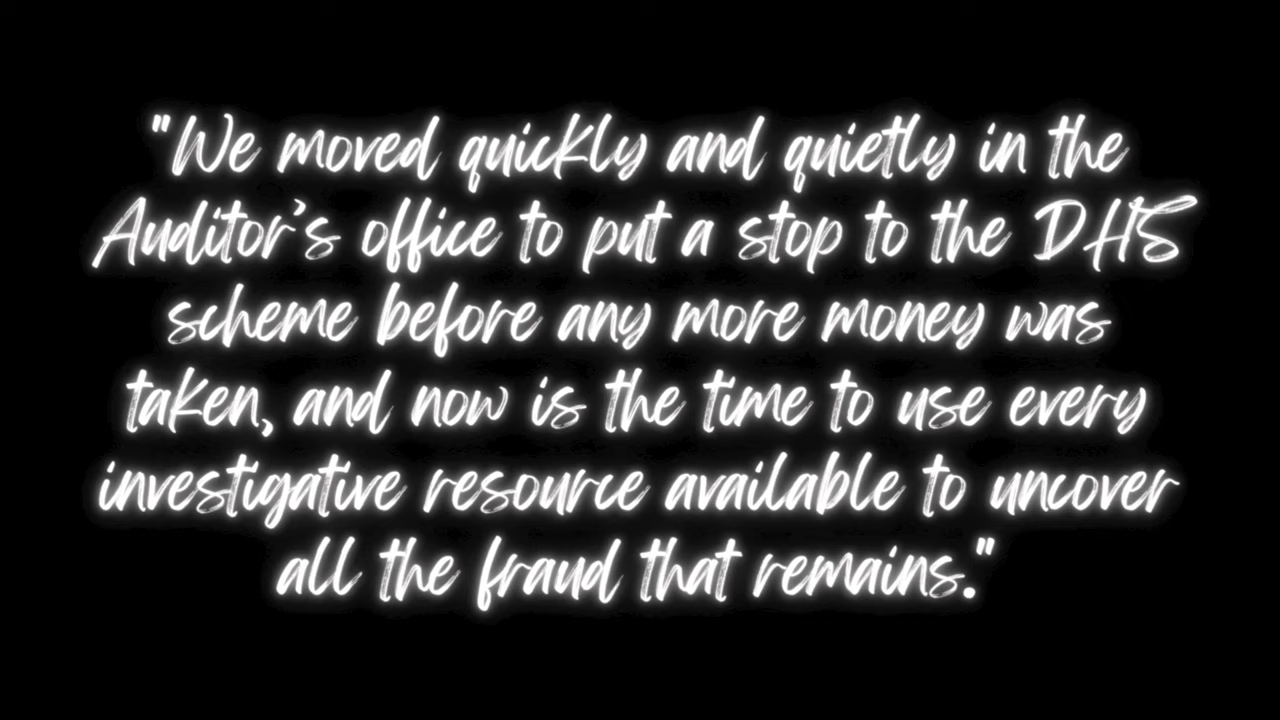 "We moved quickly and quietly in the
Auditor's office to put a stop to the DHS
scheme before any more money was
taken, and now is the time to use every
investigative resource available to uncover
all the fraud that remains."